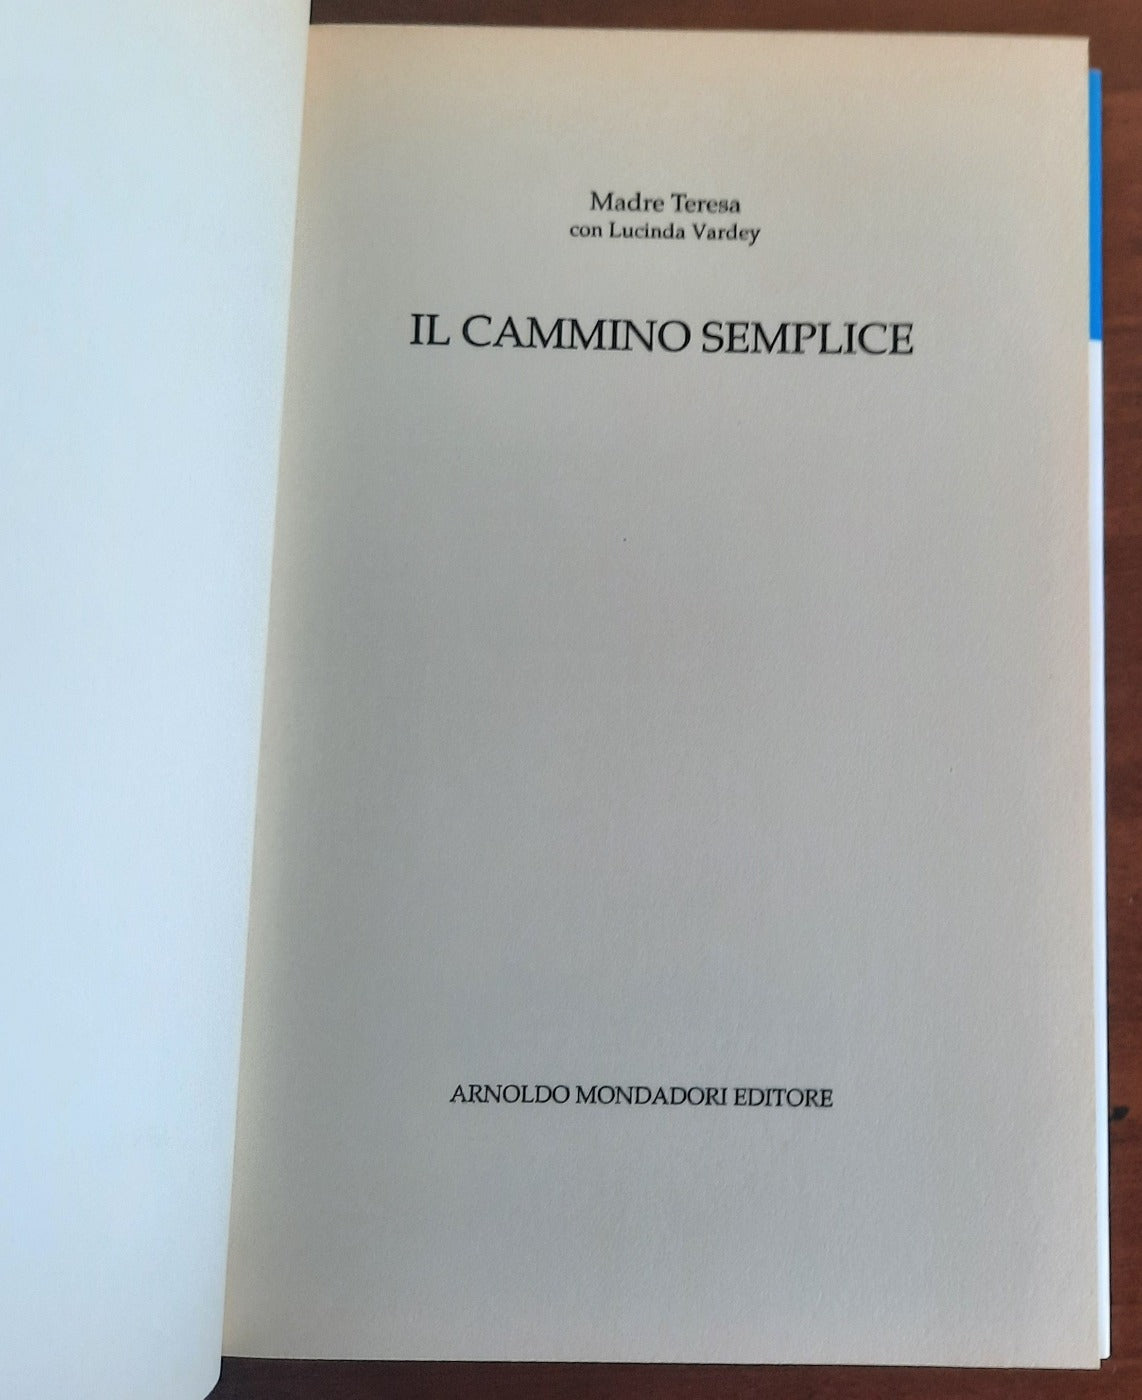 Madre Teresa
con Lucinda Vardey
IL CAMMINO SEMPLICE
ARNOLDO MONDADORI EDITORE